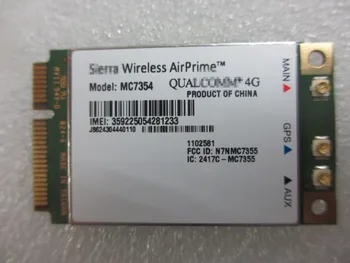 Sierra Wireless AirPrime™
Model: MC7354
QUALCOMM® 4G
PRODUCT OF CHINA
IMEI: 359225054281233
J8624304440110
1102581
FCC ID: N7NMC7355
IC: 2417C-MC7355
MAIN
GPS
AUX